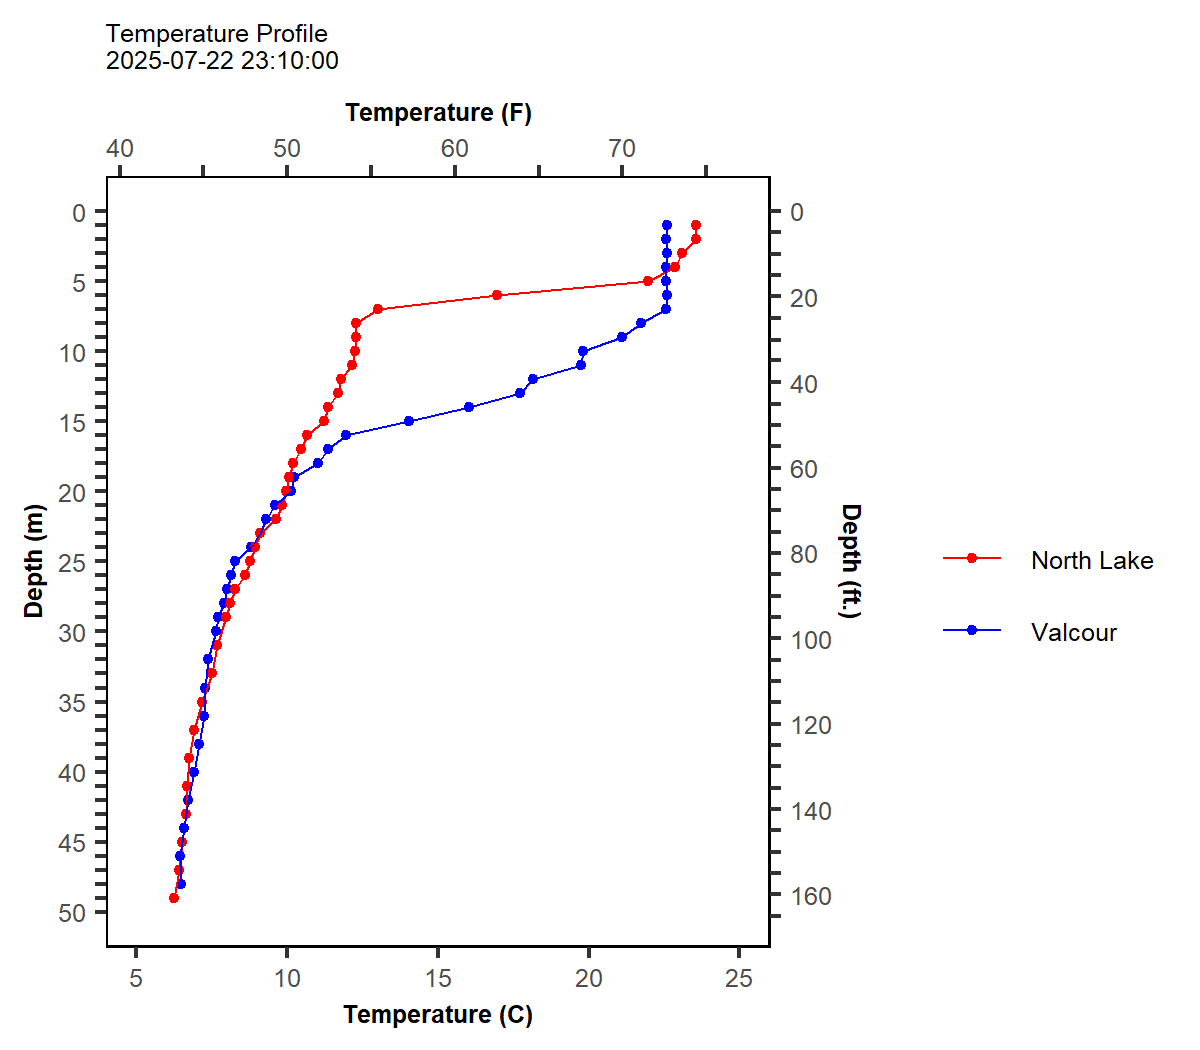 Temperature Profile
2025-07-22 23:10:00
Temperature (F)
40 50 60 70
0 5 10 15 20 25 30 35 40 45 50
Depth (m)
0 20 40 60 80 100 120 140 160
Depth (ft.)
North Lake
Valcour
5 10 15 20 25
Temperature (C)